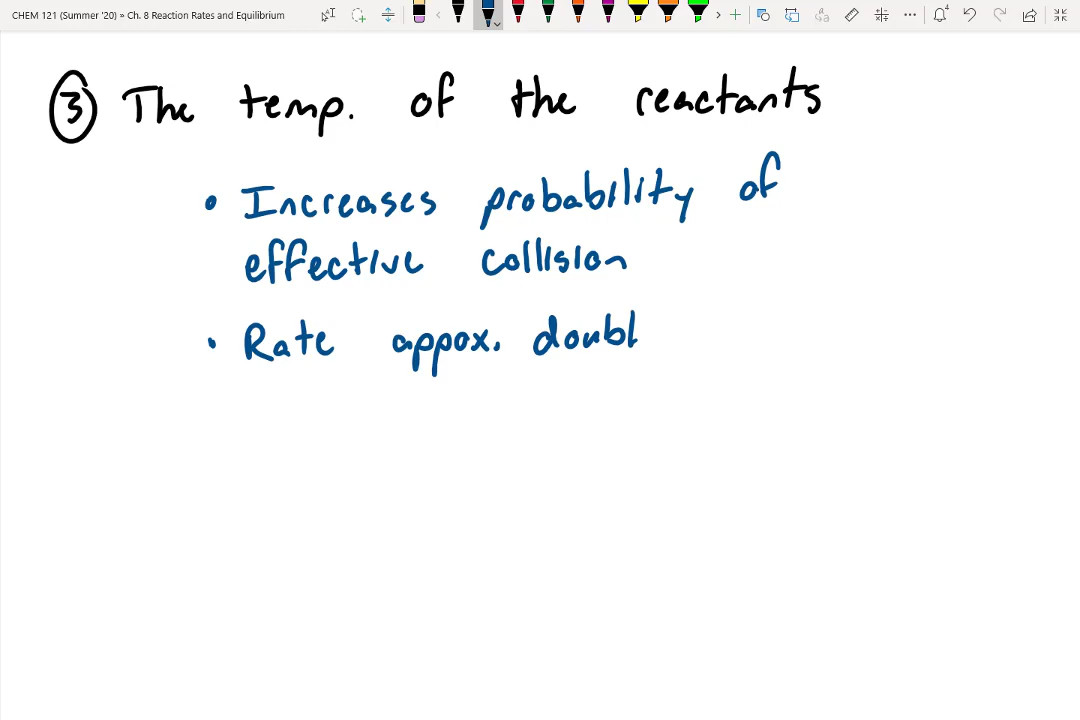 CHEM 121 (Summer '20) » Ch. 8 Reaction Rates and Equilibrium
4
3 The temp. of the reactants
• Increases probability of
effective collision
• Rate appox. doubl